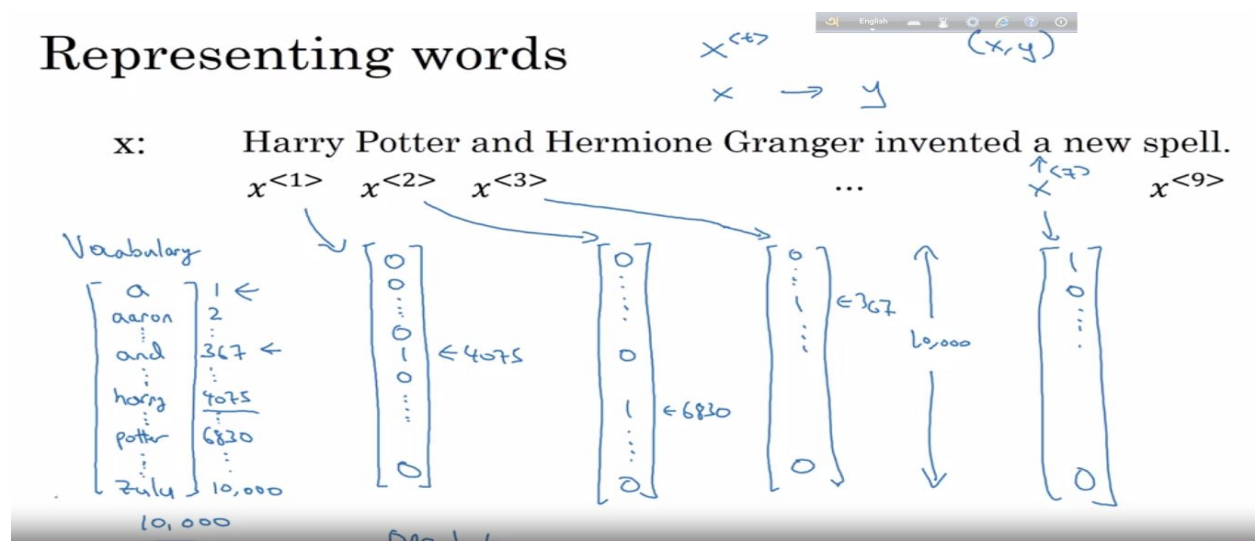 English
Representing words
x<t>
(x,y)
x → y
x: Harry Potter and Hermione Granger invented a new spell.
x<1> x<2> x<3> ... x<7> x<9>
Vocabulary
a 1 ←
aaron 2
and 367 ←
harry 4075
potter 6830
zulu 10,000
10,000
0
0
0
1 ← 4075
0
0
0
0
1 ← 6830
0
0
1 ← 367
0
10,000
1
0
0